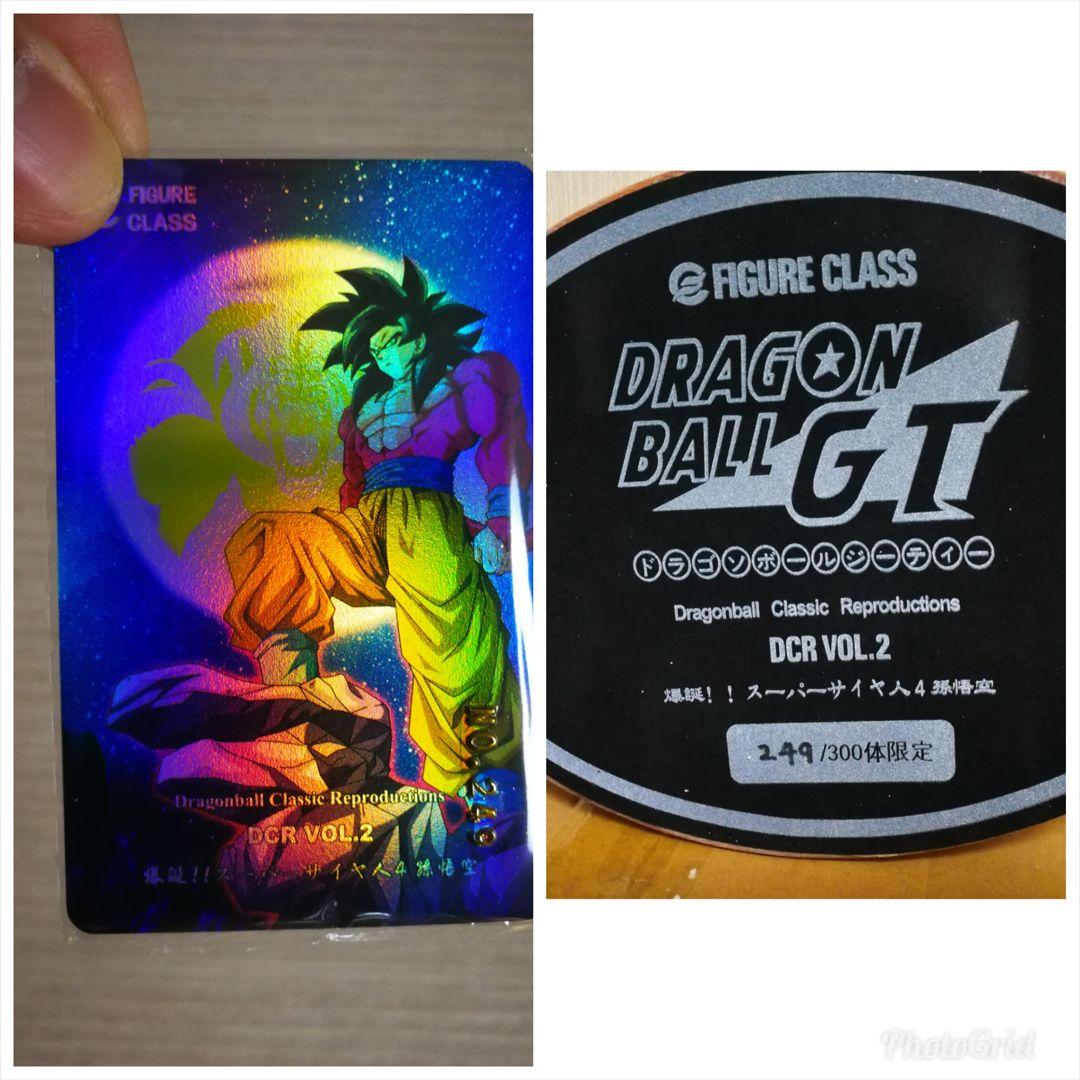 FIGURE
CLASS
No.249
Dragonball Classic Reproductions
DCR VOL.2
爆誕!!スーパーサイヤ人4孫悟空
FIGURE CLASS
DRAGON
BALL GT
ドラゴンボールジーティー
Dragonball Classic Reproductions
DCR VOL.2
爆誕!!スーパーサイヤ人4孫悟空
249/300体限定
PhotoGrid